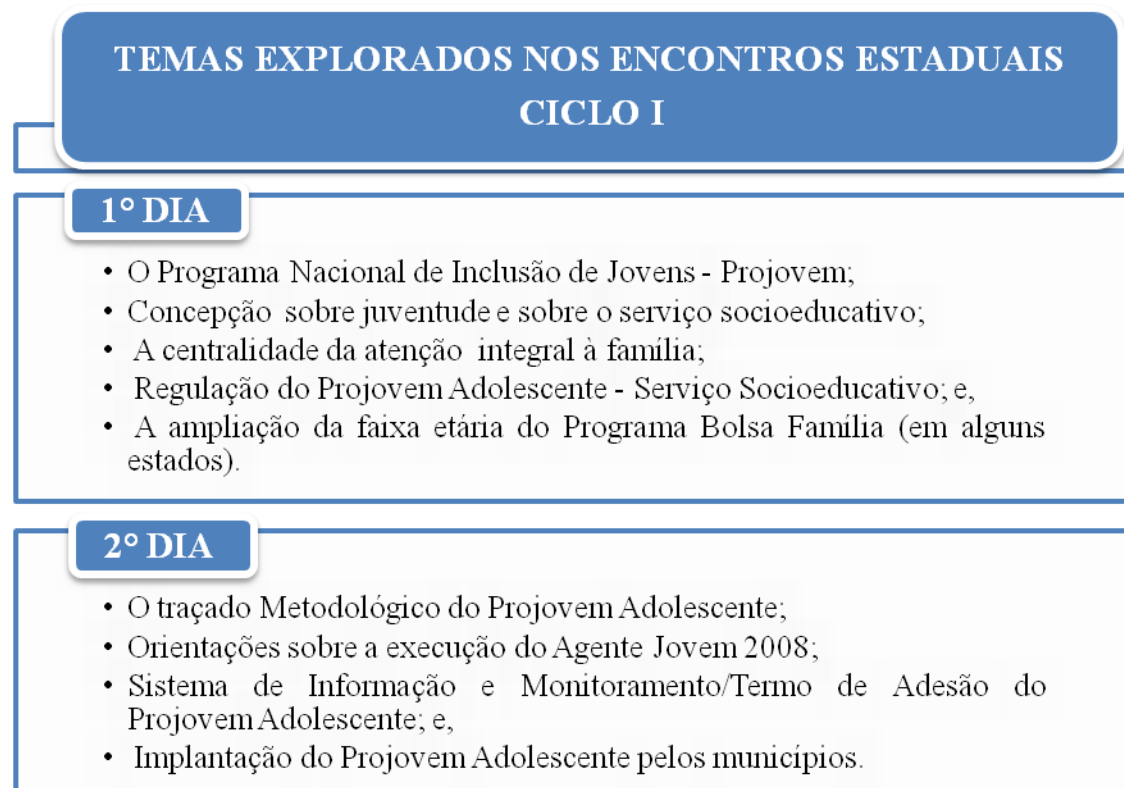 TEMAS EXPLORADOS NOS ENCONTROS ESTADUAIS
CICLO I
1° DIA
• O Programa Nacional de Inclusão de Jovens - Projovem;
• Concepção sobre juventude e sobre o serviço socioeducativo;
• A centralidade da atenção integral à família;
• Regulação do Projovem Adolescente - Serviço Socioeducativo; e,
• A ampliação da faixa etária do Programa Bolsa Família (em alguns
estados).
2° DIA
• O traçado Metodológico do Projovem Adolescente;
• Orientações sobre a execução do Agente Jovem 2008;
• Sistema de Informação e Monitoramento/Termo de Adesão do
Projovem Adolescente; e,
• Implantação do Projovem Adolescente pelos municípios.